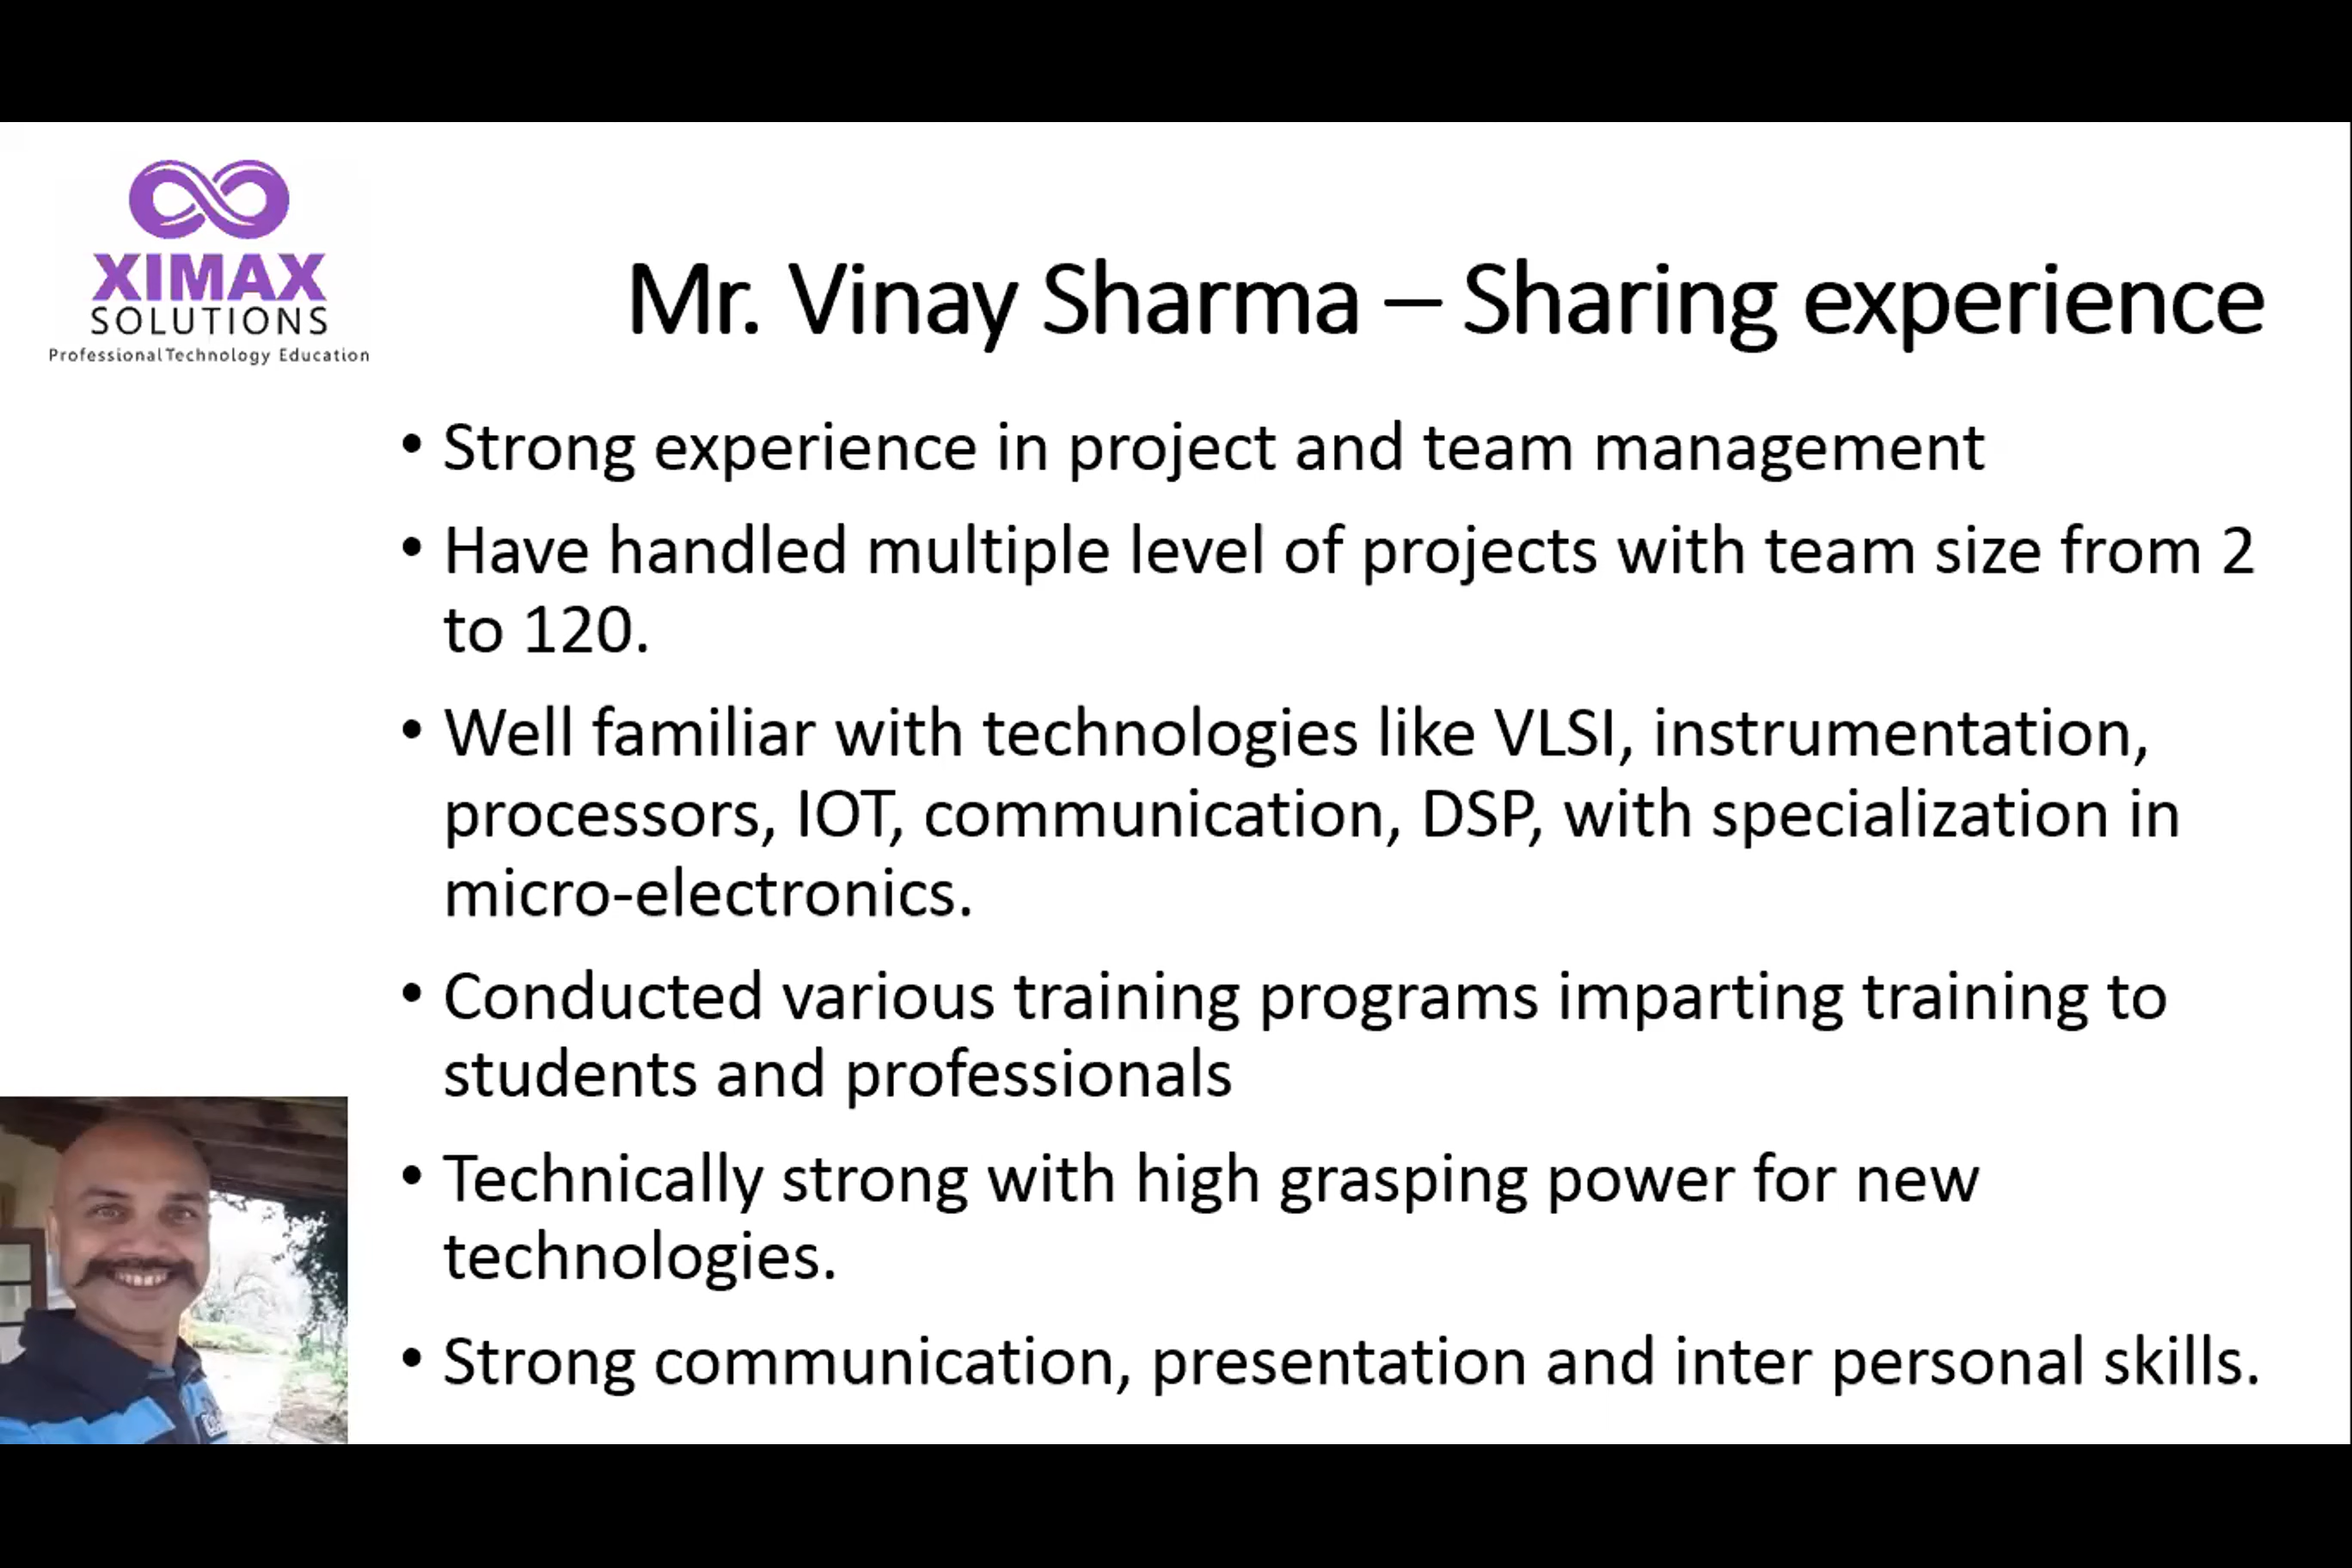 XIMAX
SOLUTIONS
Professional Technology Education
Mr. Vinay Sharma – Sharing experience
• Strong experience in project and team management
• Have handled multiple level of projects with team size from 2
to 120.
• Well familiar with technologies like VLSI, instrumentation,
processors, IOT, communication, DSP, with specialization in
micro-electronics.
• Conducted various training programs imparting training to
students and professionals
• Technically strong with high grasping power for new
technologies.
• Strong communication, presentation and inter personal skills.